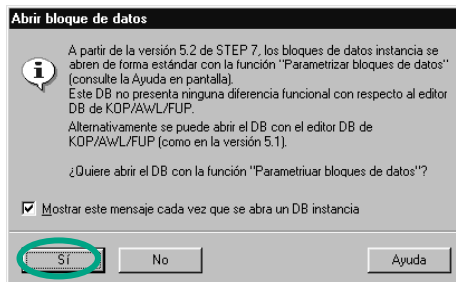 Abrir bloque de datos
A partir de la versión 5.2 de STEP 7, los bloques de datos instancia se
abren de forma estándar con la función "Parametrizar bloques de datos"
(consulte la Ayuda en pantalla).
Este DB no presenta ninguna diferencia funcional con respecto al editor
DB de KOP/AWL/FUP.
Alternativamente se puede abrir el DB con el editor DB de
KOP/AWL/FUP (como en la versión 5.1).
¿Quiere abrir el DB con la función "Parametriuar bloques de datos"?
Mostrar este mensaje cada vez que se abra un DB instancia
Sí No Ayuda